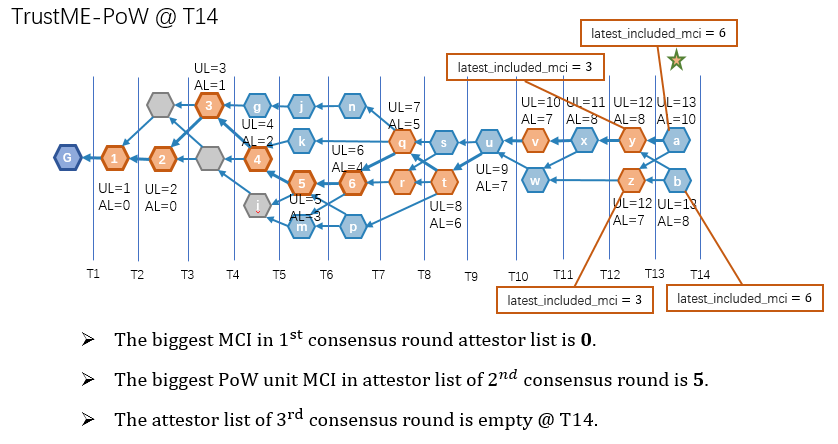 TrustME-PoW @ T14
latest_included_mci = 6
latest_included_mci = 3
UL=3
AL=1
UL=4
AL=2
UL=7
AL=5
UL=6
AL=4
UL=10
AL=7
UL=11
AL=8
UL=12
AL=8
UL=13
AL=10
G
1
2
3
g
j
n
k
4
q
s
u
v
x
y
a
5
6
r
t
w
z
b
i
m
p
UL=1
AL=0
UL=2
AL=0
UL=5
AL=3
UL=8
AL=6
UL=9
AL=7
UL=12
AL=7
UL=13
AL=8
T1 T2 T3 T4 T5 T6 T7 T8 T9 T10 T11 T12 T13 T14
latest_included_mci = 3
latest_included_mci = 6
➢ The biggest MCI in 1st consensus round attestor list is 0.
➢ The biggest PoW unit MCI in attestor list of 2nd consensus round is 5.
➢ The attestor list of 3rd consensus round is empty @ T14.